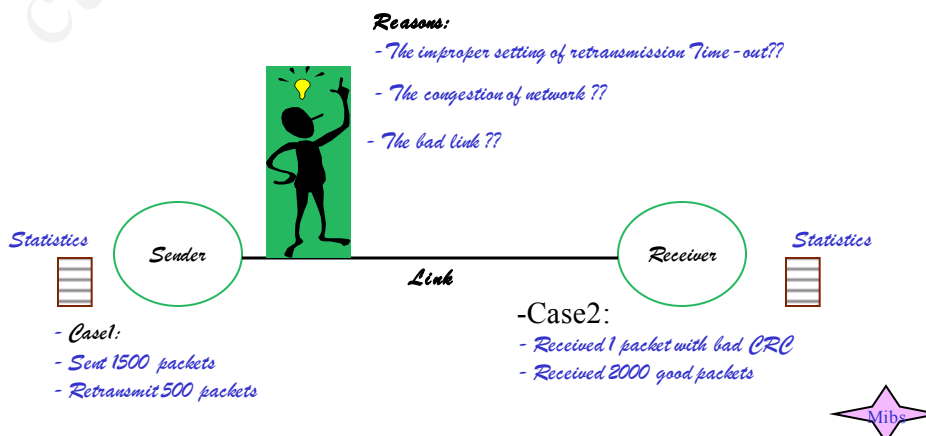 Reasons:
- The improper setting of retransmission Time-out??
- The congestion of network ??
- The bad link ??
Statistics
Sender
Link
Receiver
Statistics
- Case1:
- Sent 1500 packets
- Retransmit 500 packets
-Case2:
- Received 1 packet with bad CRC
- Received 2000 good packets
Mibs